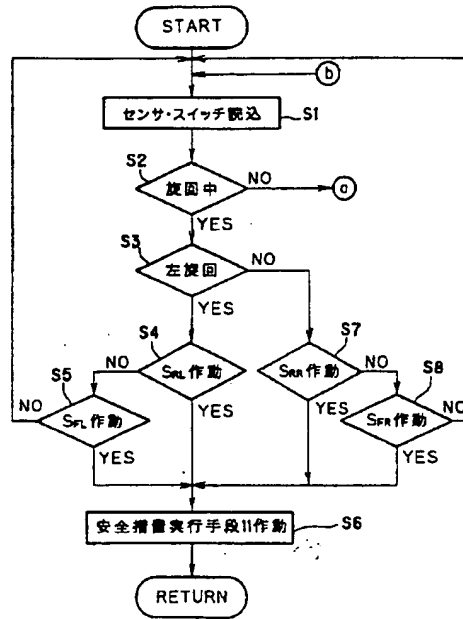 START
b
センサ・スイッチ読込 S1
S2
旋回中 NO a
YES
S3
左旋回 NO
YES
S4 S7
S5 NO SRL作動 SRR作動 NO S8
NO SFL作動 YES YES SFR作動 NO
YES YES
安全措置実行手段11作動 S6
RETURN